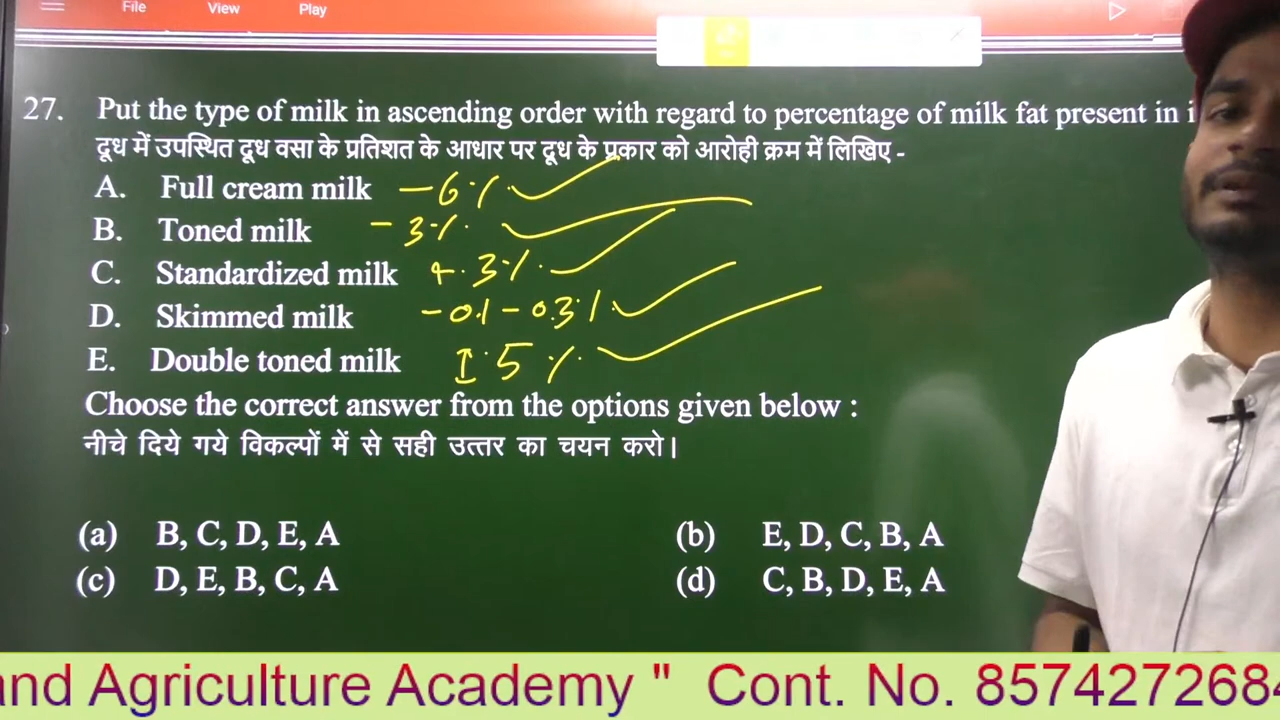 File View Play
27. Put the type of milk in ascending order with regard to percentage of milk fat present in i
दूध में उपस्थित दूध वसा के प्रतिशत के आधार पर दूध के प्रकार को आरोही क्रम में लिखिए -
A. Full cream milk – 6%
B. Toned milk – 3%.
C. Standardized milk 4.3%.
D. Skimmed milk – 0.1 – 0.3%
E. Double toned milk 1.5%
Choose the correct answer from the options given below :
नीचे दिये गये विकल्पों में से सही उत्तर का चयन करो।
(a) B, C, D, E, A (b) E, D, C, B, A
(c) D, E, B, C, A (d) C, B, D, E, A
and Agriculture Academy " Cont. No. 857427268